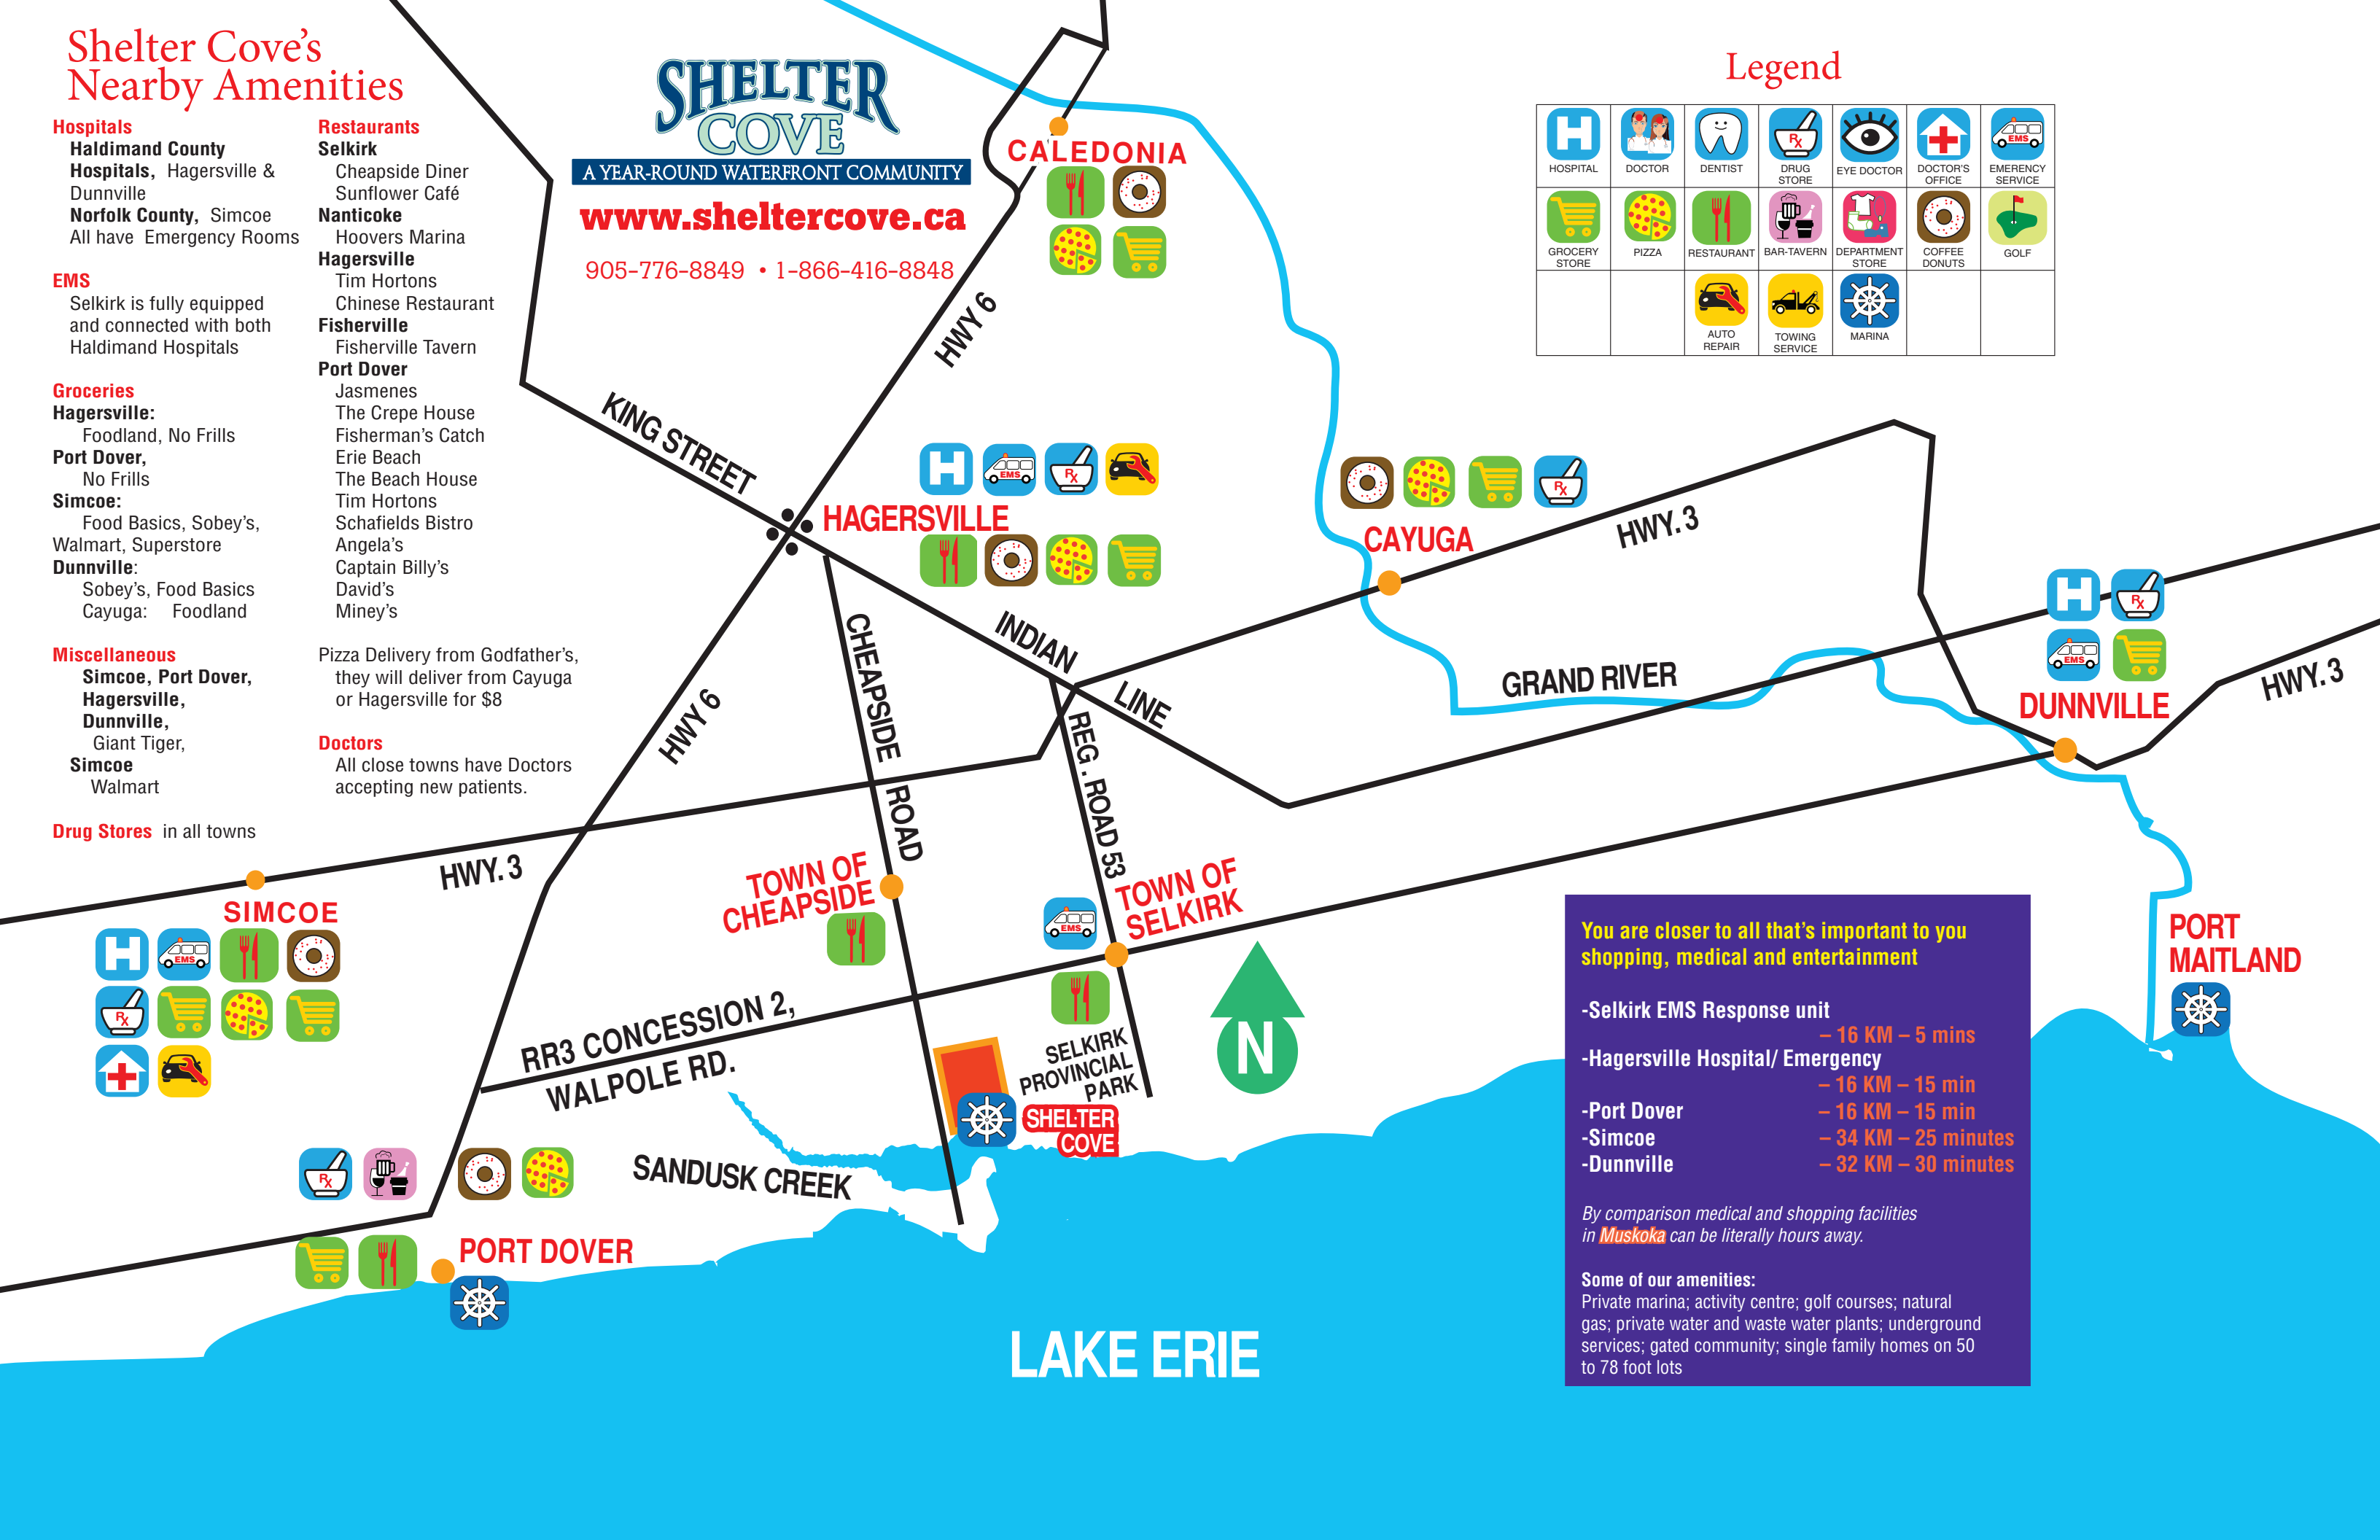 Shelter Cove's
Nearby Amenities
Hospitals
Haldimand County
Hospitals, Hagersville &
Dunnville
Norfolk County, Simcoe
All have Emergency Rooms
EMS
Selkirk is fully equipped
and connected with both
Haldimand Hospitals
Groceries
Hagersville:
Foodland, No Frills
Port Dover,
No Frills
Simcoe:
Food Basics, Sobey's,
Walmart, Superstore
Dunnville:
Sobey's, Food Basics
Cayuga: Foodland
Miscellaneous
Simcoe, Port Dover,
Hagersville,
Dunnville,
Giant Tiger,
Simcoe
Walmart
Drug Stores in all towns
Restaurants
Selkirk
Cheapside Diner
Sunflower Café
Nanticoke
Hoovers Marina
Hagersville
Tim Hortons
Chinese Restaurant
Fisherville
Fisherville Tavern
Port Dover
Jasmenes
The Crepe House
Fisherman's Catch
Erie Beach
The Beach House
Tim Hortons
Schafields Bistro
Angela's
Captain Billy's
David's
Miney's
Pizza Delivery from Godfather's,
they will deliver from Cayuga
or Hagersville for $8
Doctors
All close towns have Doctors
accepting new patients.
SHELTER
COVE
A YEAR-ROUND WATERFRONT COMMUNITY
www.sheltercove.ca
905-776-8849 • 1-866-416-8848
Legend
H
HOSPITAL
DOCTOR
DENTIST
Rx
DRUG
STORE
EYE DOCTOR
DOCTOR'S
OFFICE
EMS
EMERENCY
SERVICE
GROCERY
STORE
PIZZA
RESTAURANT
BAR-TAVERN
DEPARTMENT
STORE
COFFEE
DONUTS
GOLF
AUTO
REPAIR
TOWING
SERVICE
MARINA
CALEDONIA
HWY 6
KING STREET
H
EMS
Rx
HAGERSVILLE
Rx
CAYUGA
HWY. 3
INDIAN
LINE
GRAND RIVER
H
Rx
EMS
DUNNVILLE
HWY. 3
HWY 6
CHEAPSIDE
ROAD
REG . ROAD 53
HWY. 3
SIMCOE
H
EMS
Rx
TOWN OF
CHEAPSIDE
EMS
TOWN OF
SELKIRK
RR3 CONCESSION 2,
WALPOLE RD.
SELKIRK
PROVINCIAL
PARK
SHELTER
COVE
N
SANDUSK CREEK
Rx
PORT DOVER
PORT
MAITLAND
LAKE ERIE
You are closer to all that's important to you
shopping, medical and entertainment
-Selkirk EMS Response unit
– 16 KM – 5 mins
-Hagersville Hospital/ Emergency
– 16 KM – 15 min
-Port Dover – 16 KM – 15 min
-Simcoe – 34 KM – 25 minutes
-Dunnville – 32 KM – 30 minutes
By comparison medical and shopping facilities
in Muskoka can be literally hours away.
Some of our amenities:
Private marina; activity centre; golf courses; natural
gas; private water and waste water plants; underground
services; gated community; single family homes on 50
to 78 foot lots